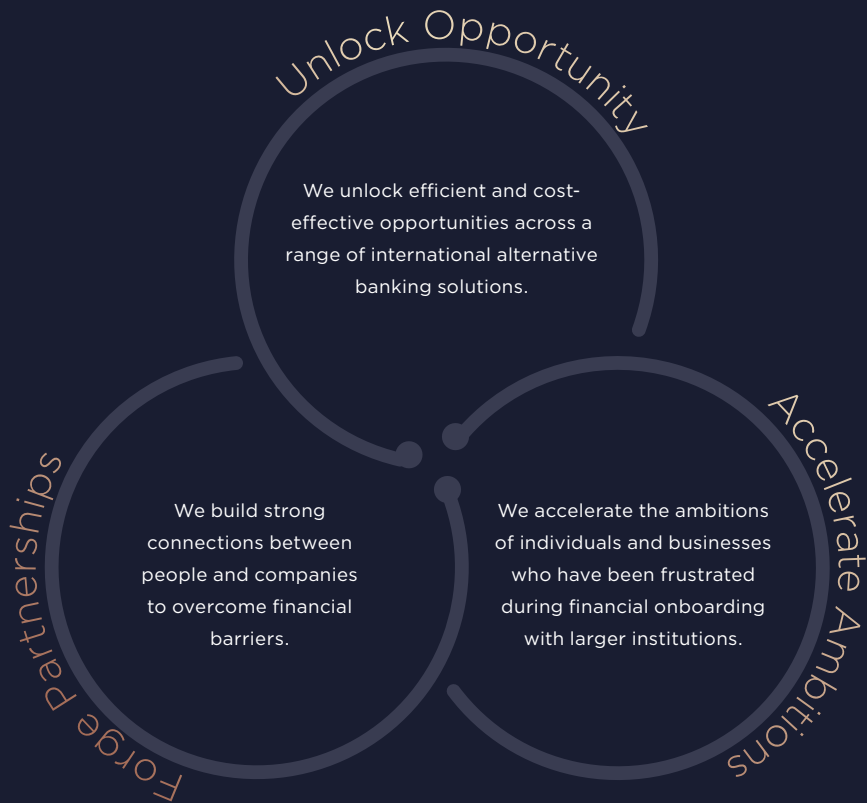 Unlock Opportunity
We unlock efficient and cost-
effective opportunities across a
range of international alternative
banking solutions.
Forge Partnerships
We build strong
connections between
people and companies
to overcome financial
barriers.
Accelerate Ambitions
We accelerate the ambitions
of individuals and businesses
who have been frustrated
during financial onboarding
with larger institutions.